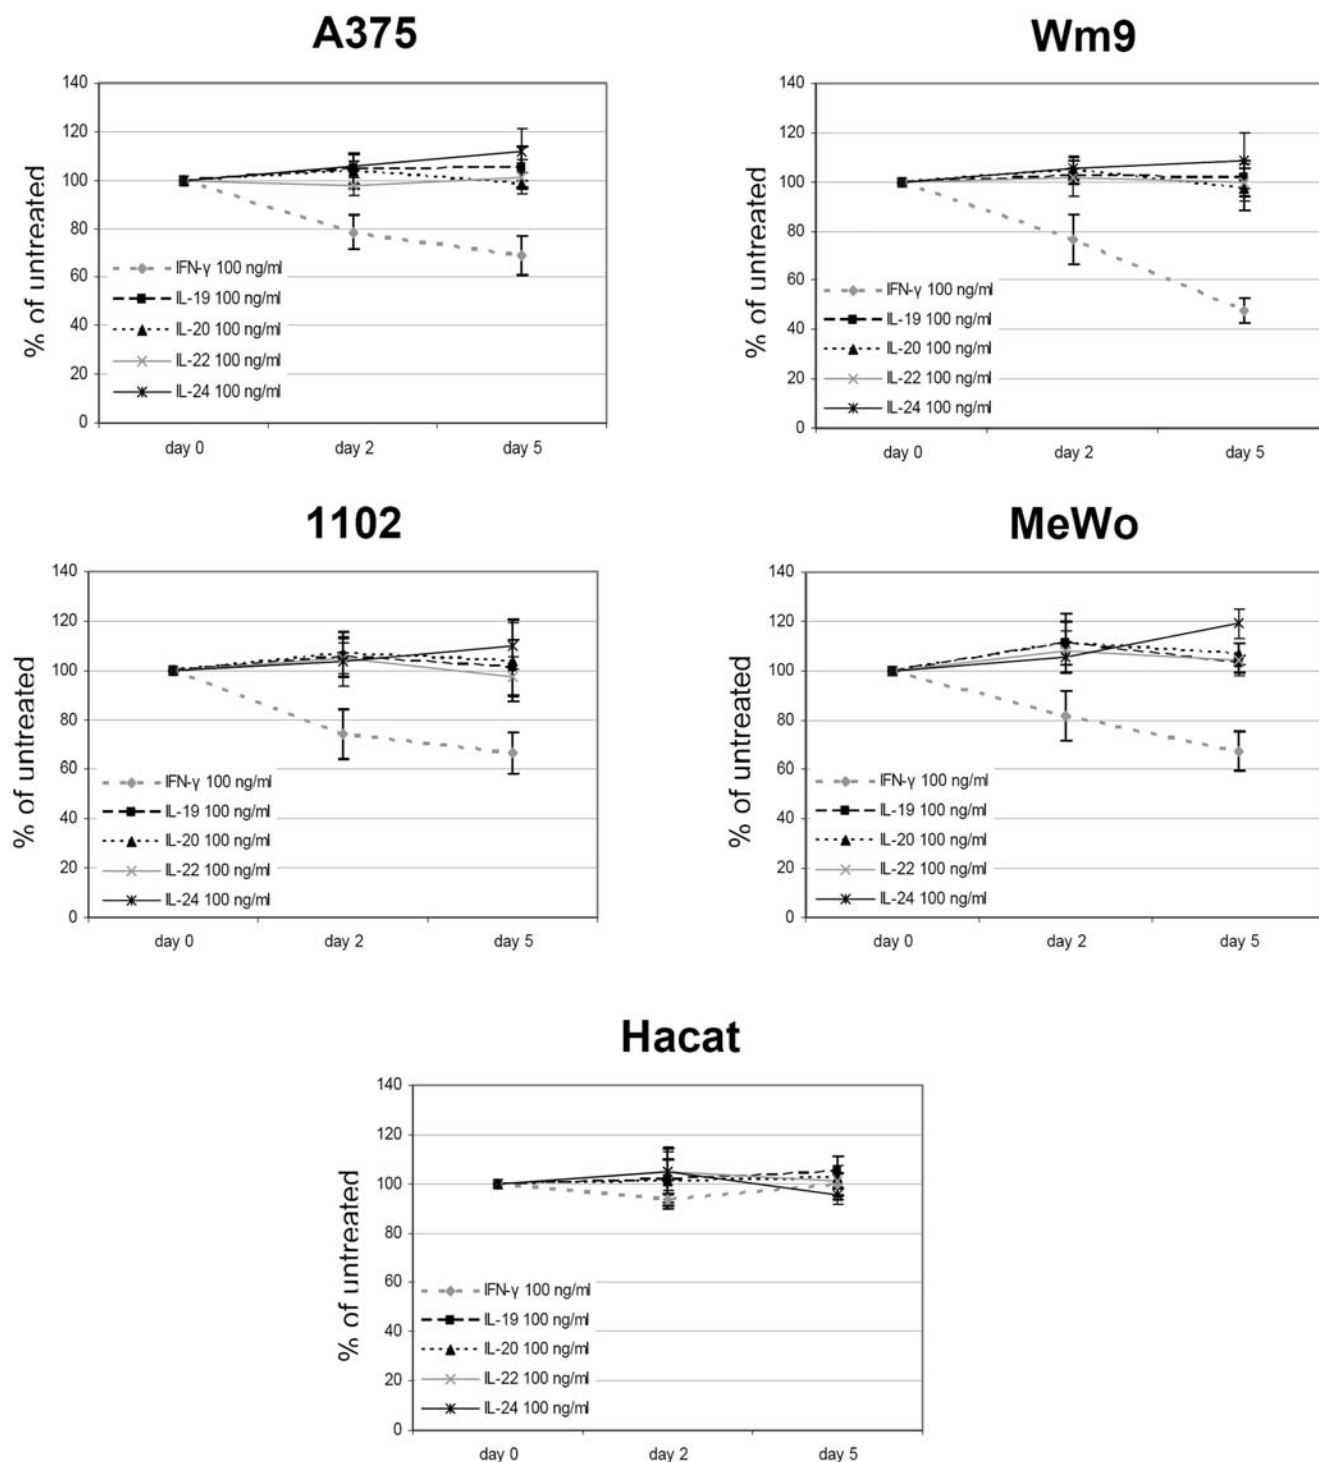 A375
% of untreated
140
120
100
80
60
40
20
0
IFN-γ 100 ng/ml
IL-19 100 ng/ml
IL-20 100 ng/ml
IL-22 100 ng/ml
IL-24 100 ng/ml
day 0 day 2 day 5
Wm9
% of untreated
140
120
100
80
60
40
20
0
IFN-γ 100 ng/ml
IL-19 100 ng/ml
IL-20 100 ng/ml
IL-22 100 ng/ml
IL-24 100 ng/ml
day 0 day 2 day 5
1102
% of untreated
140
120
100
80
60
40
20
0
IFN-γ 100 ng/ml
IL-19 100 ng/ml
IL-20 100 ng/ml
IL-22 100 ng/ml
IL-24 100 ng/ml
day 0 day 2 day 5
MeWo
% of untreated
140
120
100
80
60
40
20
0
IFN-γ 100 ng/ml
IL-19 100 ng/ml
IL-20 100 ng/ml
IL-22 100 ng/ml
IL-24 100 ng/ml
day 0 day 2 day 5
Hacat
% of untreated
140
120
100
80
60
40
20
0
IFN-γ 100 ng/ml
IL-19 100 ng/ml
IL-20 100 ng/ml
IL-22 100 ng/ml
IL-24 100 ng/ml
day 0 day 2 day 5